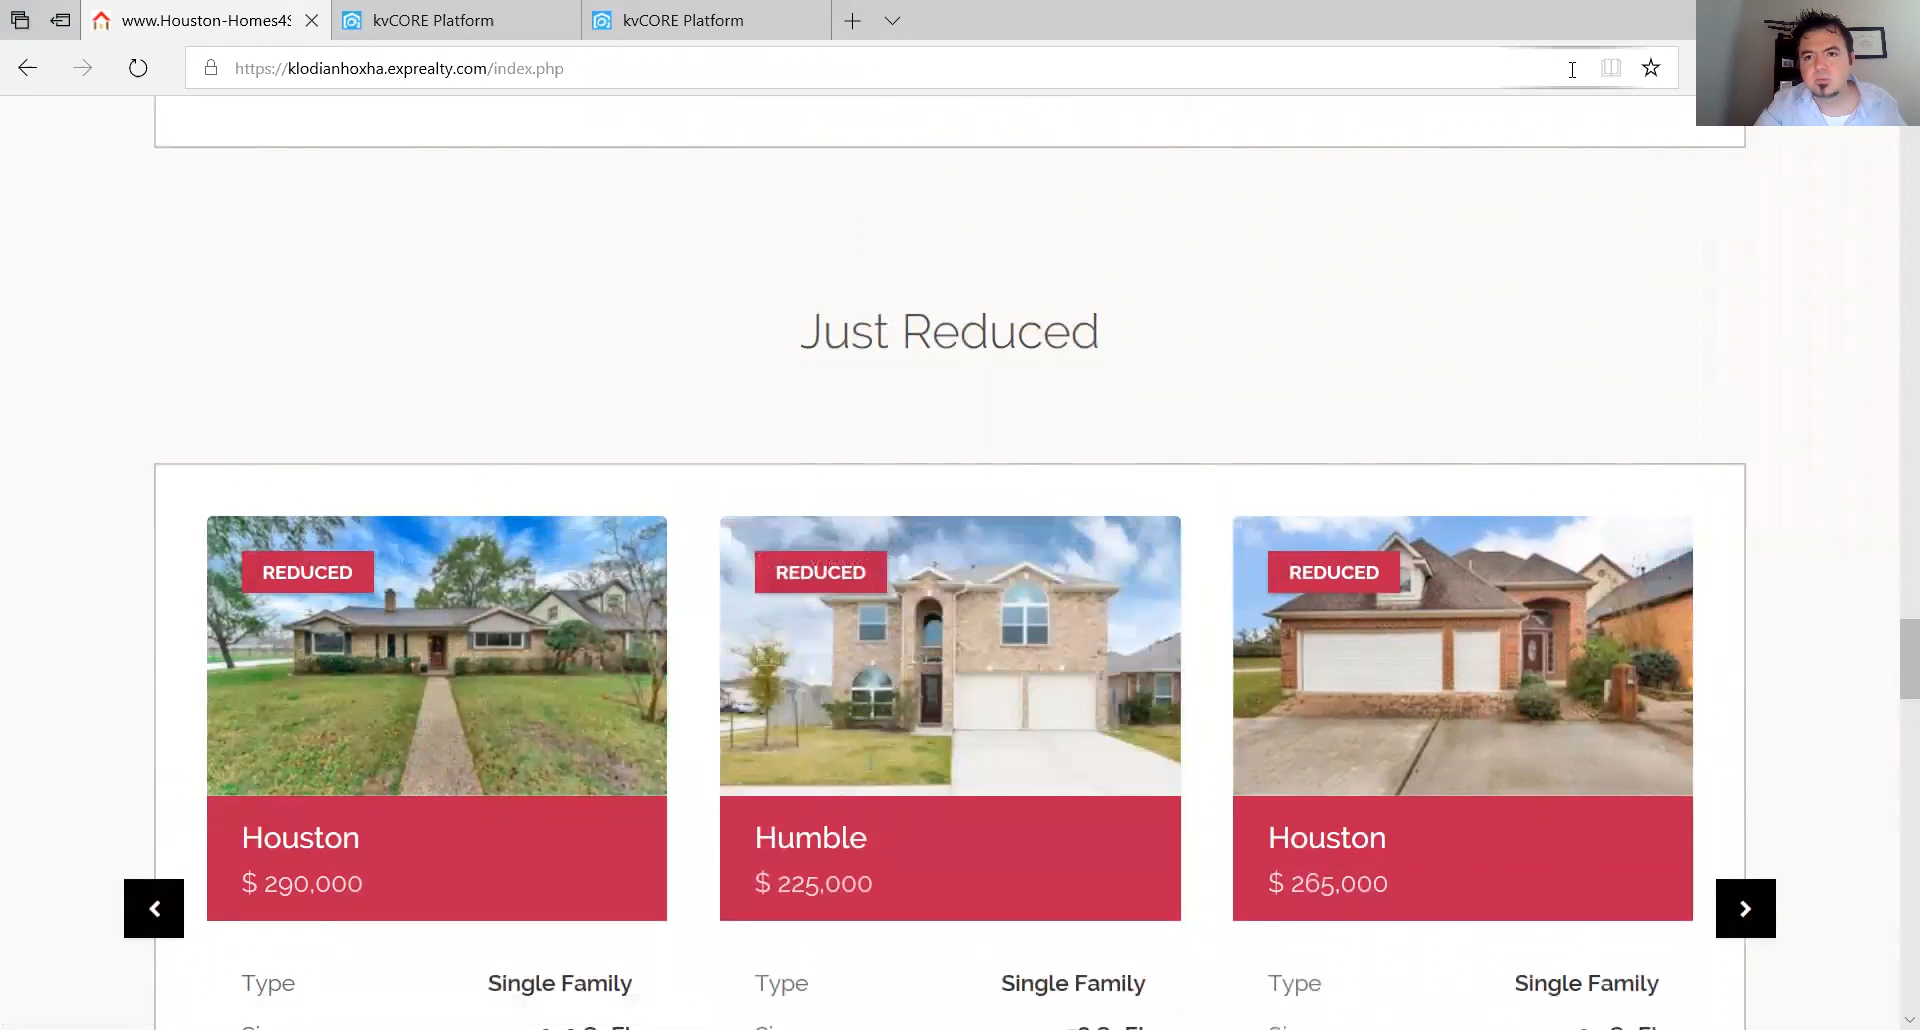 www.Houston-Homes4S
kvCORE Platform
kvCORE Platform
https://klodianhoxha.exprealty.com/index.php
Just Reduced
REDUCED
REDUCED
REDUCED
Houston
$ 290,000
Humble
$ 225,000
Houston
$ 265,000
Type Single Family
Type Single Family
Type Single Family